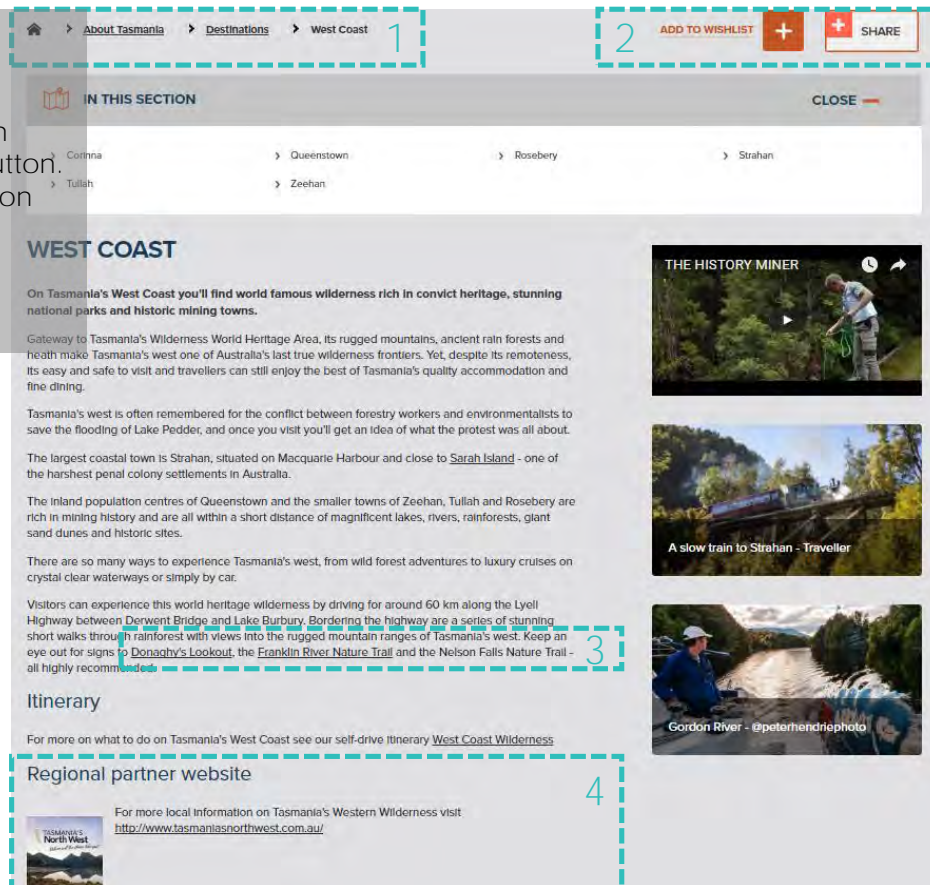 About Tasmania > Destinations > West Coast
1
2
ADD TO WISHLIST +
+ SHARE
IN THIS SECTION
CLOSE
utton.
on
> Corinna > Queenstown > Rosebery > Strahan
> Tullah > Zeehan
WEST COAST
On Tasmania's West Coast you'll find world famous wilderness rich in convict heritage, stunning
national parks and historic mining towns.
Gateway to Tasmania's Wilderness World Heritage Area, its rugged mountains, ancient rain forests and
heath make Tasmania's west one of Australia's last true wilderness frontiers. Yet, despite its remoteness,
its easy and safe to visit and travellers can still enjoy the best of Tasmania's quality accommodation and
fine dining.
Tasmania's west is often remembered for the conflict between forestry workers and environmentalists to
save the flooding of Lake Pedder, and once you visit you'll get an idea of what the protest was all about.
The largest coastal town is Strahan, situated on Macquarie Harbour and close to Sarah Island - one of
the harshest penal colony settlements in Australia.
The inland population centres of Queenstown and the smaller towns of Zeehan, Tullah and Rosebery are
rich in mining history and are all within a short distance of magnificent lakes, rivers, rainforests, giant
sand dunes and historic sites.
There are so many ways to experience Tasmania's west, from wild forest adventures to luxury cruises on
crystal clear waterways or simply by car.
Visitors can experience this world heritage wilderness by driving for around 60 km along the Lyell
Highway between Derwent Bridge and Lake Burbury. Bordering the highway are a series of stunning
short walks through rainforest with views into the rugged mountain ranges of Tasmania's west. Keep an
eye out for signs to Donaghy's Lookout, the Franklin River Nature Trail and the Nelson Falls Nature Trail -
all highly recommended.
3
Itinerary
For more on what to do on Tasmania's West Coast see our self-drive itinerary West Coast Wilderness
Regional partner website
4
For more local information on Tasmania's Western Wilderness visit
http://www.tasmaniasnorthwest.com.au/
TASMANIA'S
North West
THE HISTORY MINER
A slow train to Strahan - Traveller
Gordon River - @peterhendriephoto